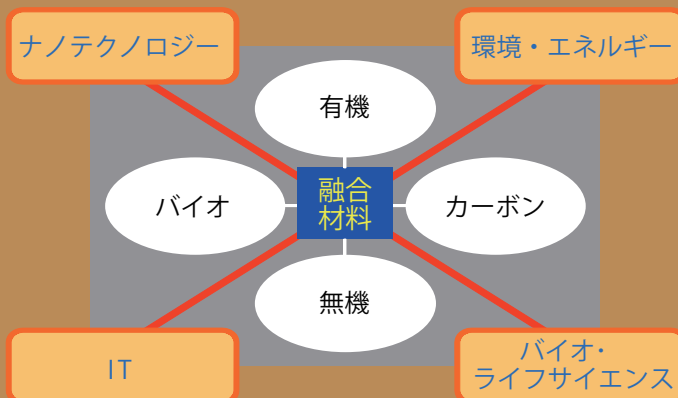 ナノテクノロジー
環境・エネルギー
有機
バイオ
融合
材料
カーボン
無機
IT
バイオ・
ライフサイエンス